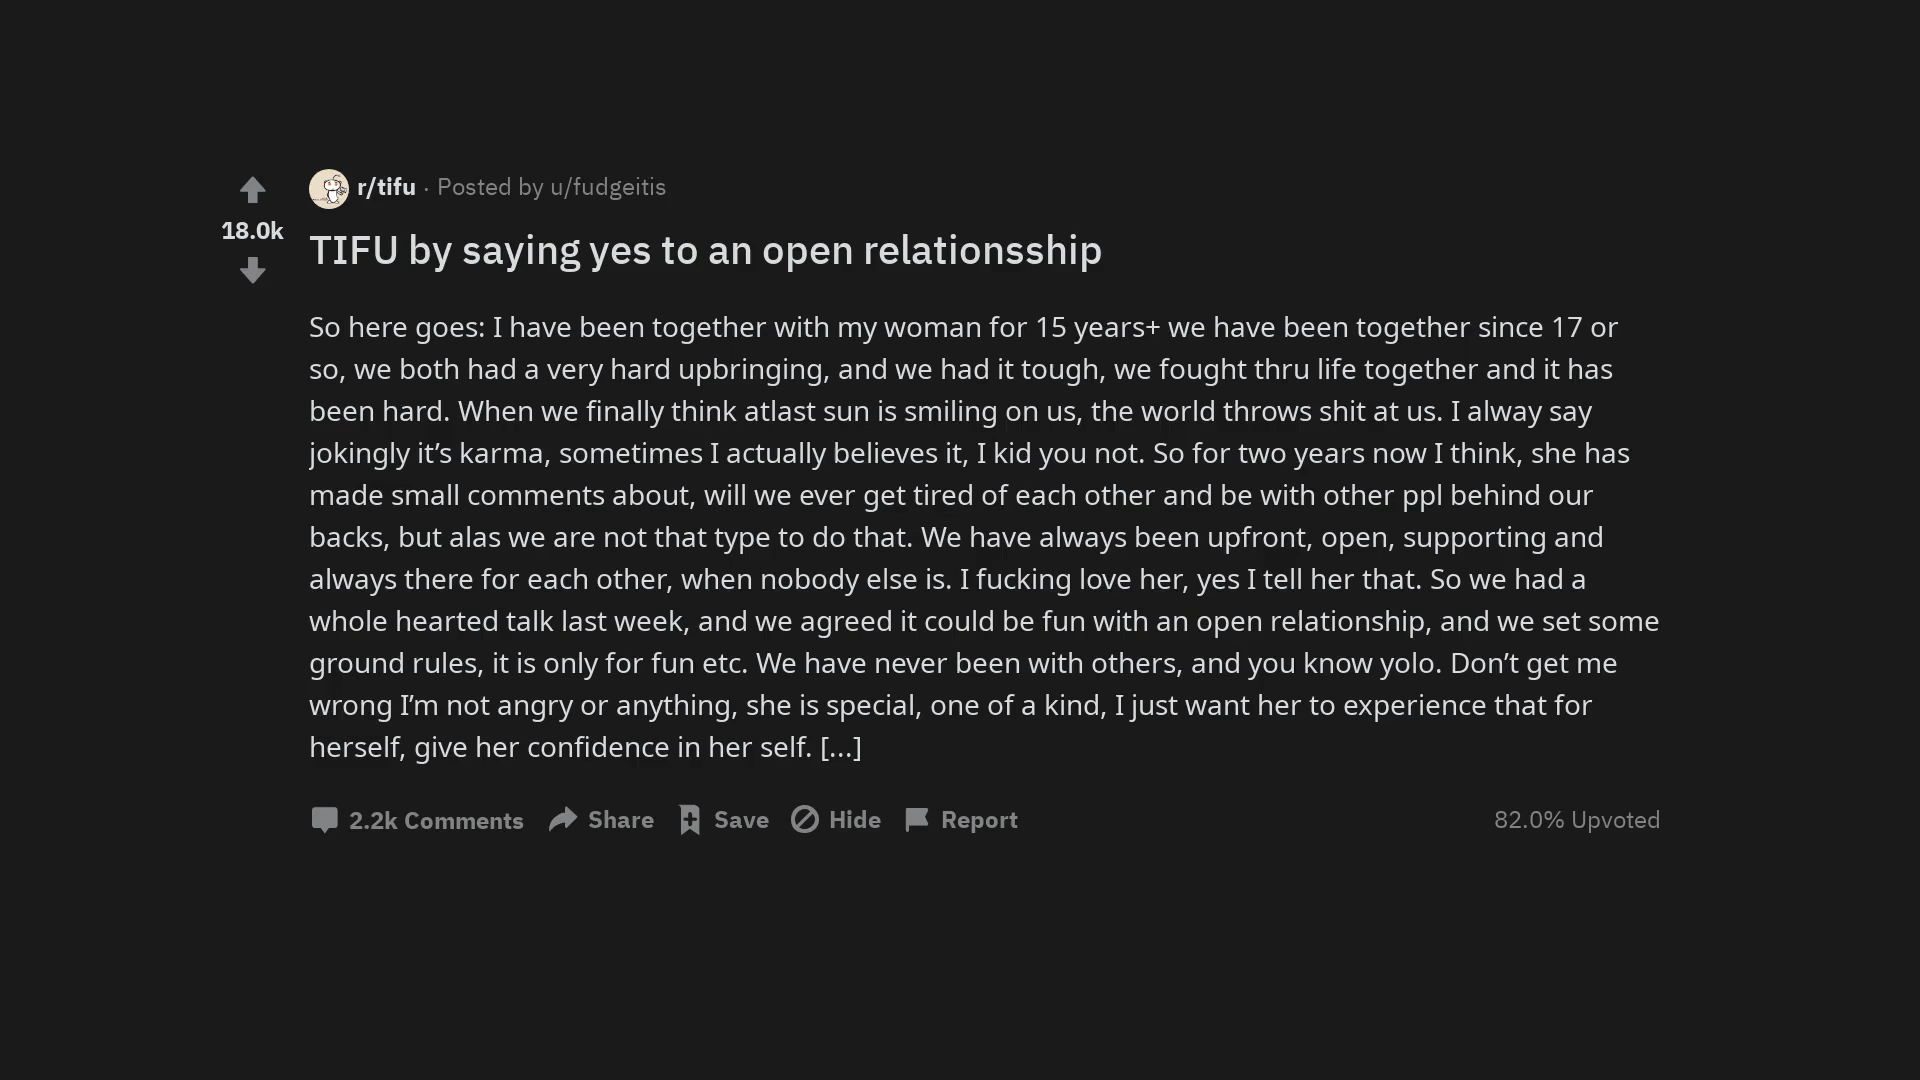 r/tifu · Posted by u/fudgeitis
18.0k
TIFU by saying yes to an open relationsship
So here goes: I have been together with my woman for 15 years+ we have been together since 17 or
so, we both had a very hard upbringing, and we had it tough, we fought thru life together and it has
been hard. When we finally think atlast sun is smiling on us, the world throws shit at us. I alway say
jokingly it’s karma, sometimes I actually believes it, I kid you not. So for two years now I think, she has
made small comments about, will we ever get tired of each other and be with other ppl behind our
backs, but alas we are not that type to do that. We have always been upfront, open, supporting and
always there for each other, when nobody else is. I fucking love her, yes I tell her that. So we had a
whole hearted talk last week, and we agreed it could be fun with an open relationship, and we set some
ground rules, it is only for fun etc. We have never been with others, and you know yolo. Don’t get me
wrong I’m not angry or anything, she is special, one of a kind, I just want her to experience that for
herself, give her confidence in her self. [...]
2.2k Comments Share Save Hide Report 82.0% Upvoted